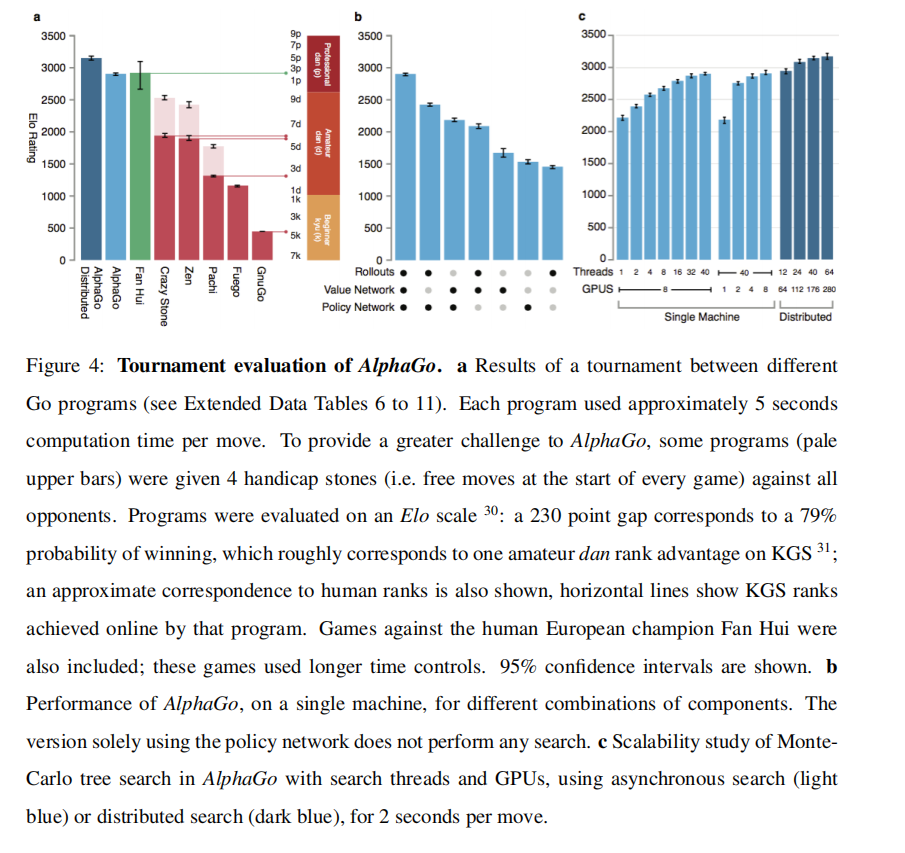 a
b
c
3500
3000
2500
2000
1500
1000
500
0
Elo Rating
9p
7p
5p
3p
1p
9d
7d
5d
3d
1d
1k
3k
5k
7k
Professional dan (p)
Amateur dan (d)
Beginner kyu (k)
Distributed AlphaGo
AlphaGo
Fan Hui
Crazy Stone
Zen
Pachi
Fuego
GnuGo
3500
3000
2500
2000
1500
1000
500
0
Rollouts
Value Network
Policy Network
3500
3000
2500
2000
1500
1000
500
0
Threads 1 2 4 8 16 32 40 40 12 24 40 64
GPUS 8 1 2 4 8 64 112 176 280
Single Machine Distributed
Figure 4: Tournament evaluation of AlphaGo. a Results of a tournament between different
Go programs (see Extended Data Tables 6 to 11). Each program used approximately 5 seconds
computation time per move. To provide a greater challenge to AlphaGo, some programs (pale
upper bars) were given 4 handicap stones (i.e. free moves at the start of every game) against all
opponents. Programs were evaluated on an Elo scale 30: a 230 point gap corresponds to a 79%
probability of winning, which roughly corresponds to one amateur dan rank advantage on KGS 31;
an approximate correspondence to human ranks is also shown, horizontal lines show KGS ranks
achieved online by that program. Games against the human European champion Fan Hui were
also included; these games used longer time controls. 95% confidence intervals are shown. b
Performance of AlphaGo, on a single machine, for different combinations of components. The
version solely using the policy network does not perform any search. c Scalability study of Monte-
Carlo tree search in AlphaGo with search threads and GPUs, using asynchronous search (light
blue) or distributed search (dark blue), for 2 seconds per move.